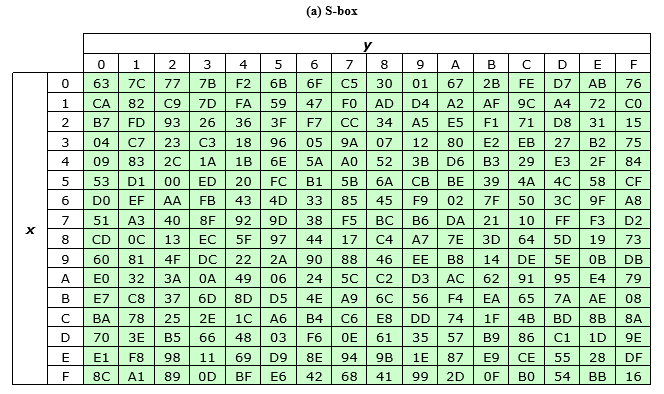 (a) S-box
y
0 1 2 3 4 5 6 7 8 9 A B C D E F
0 63 7C 77 7B F2 6B 6F C5 30 01 67 2B FE D7 AB 76
1 CA 82 C9 7D FA 59 47 F0 AD D4 A2 AF 9C A4 72 C0
2 B7 FD 93 26 36 3F F7 CC 34 A5 E5 F1 71 D8 31 15
3 04 C7 23 C3 18 96 05 9A 07 12 80 E2 EB 27 B2 75
4 09 83 2C 1A 1B 6E 5A A0 52 3B D6 B3 29 E3 2F 84
5 53 D1 00 ED 20 FC B1 5B 6A CB BE 39 4A 4C 58 CF
6 D0 EF AA FB 43 4D 33 85 45 F9 02 7F 50 3C 9F A8
7 51 A3 40 8F 92 9D 38 F5 BC B6 DA 21 10 FF F3 D2
x
8 CD 0C 13 EC 5F 97 44 17 C4 A7 7E 3D 64 5D 19 73
9 60 81 4F DC 22 2A 90 88 46 EE B8 14 DE 5E 0B DB
A E0 32 3A 0A 49 06 24 5C C2 D3 AC 62 91 95 E4 79
B E7 C8 37 6D 8D D5 4E A9 6C 56 F4 EA 65 7A AE 08
C BA 78 25 2E 1C A6 B4 C6 E8 DD 74 1F 4B BD 8B 8A
D 70 3E B5 66 48 03 F6 0E 61 35 57 B9 86 C1 1D 9E
E E1 F8 98 11 69 D9 8E 94 9B 1E 87 E9 CE 55 28 DF
F 8C A1 89 0D BF E6 42 68 41 99 2D 0F B0 54 BB 16